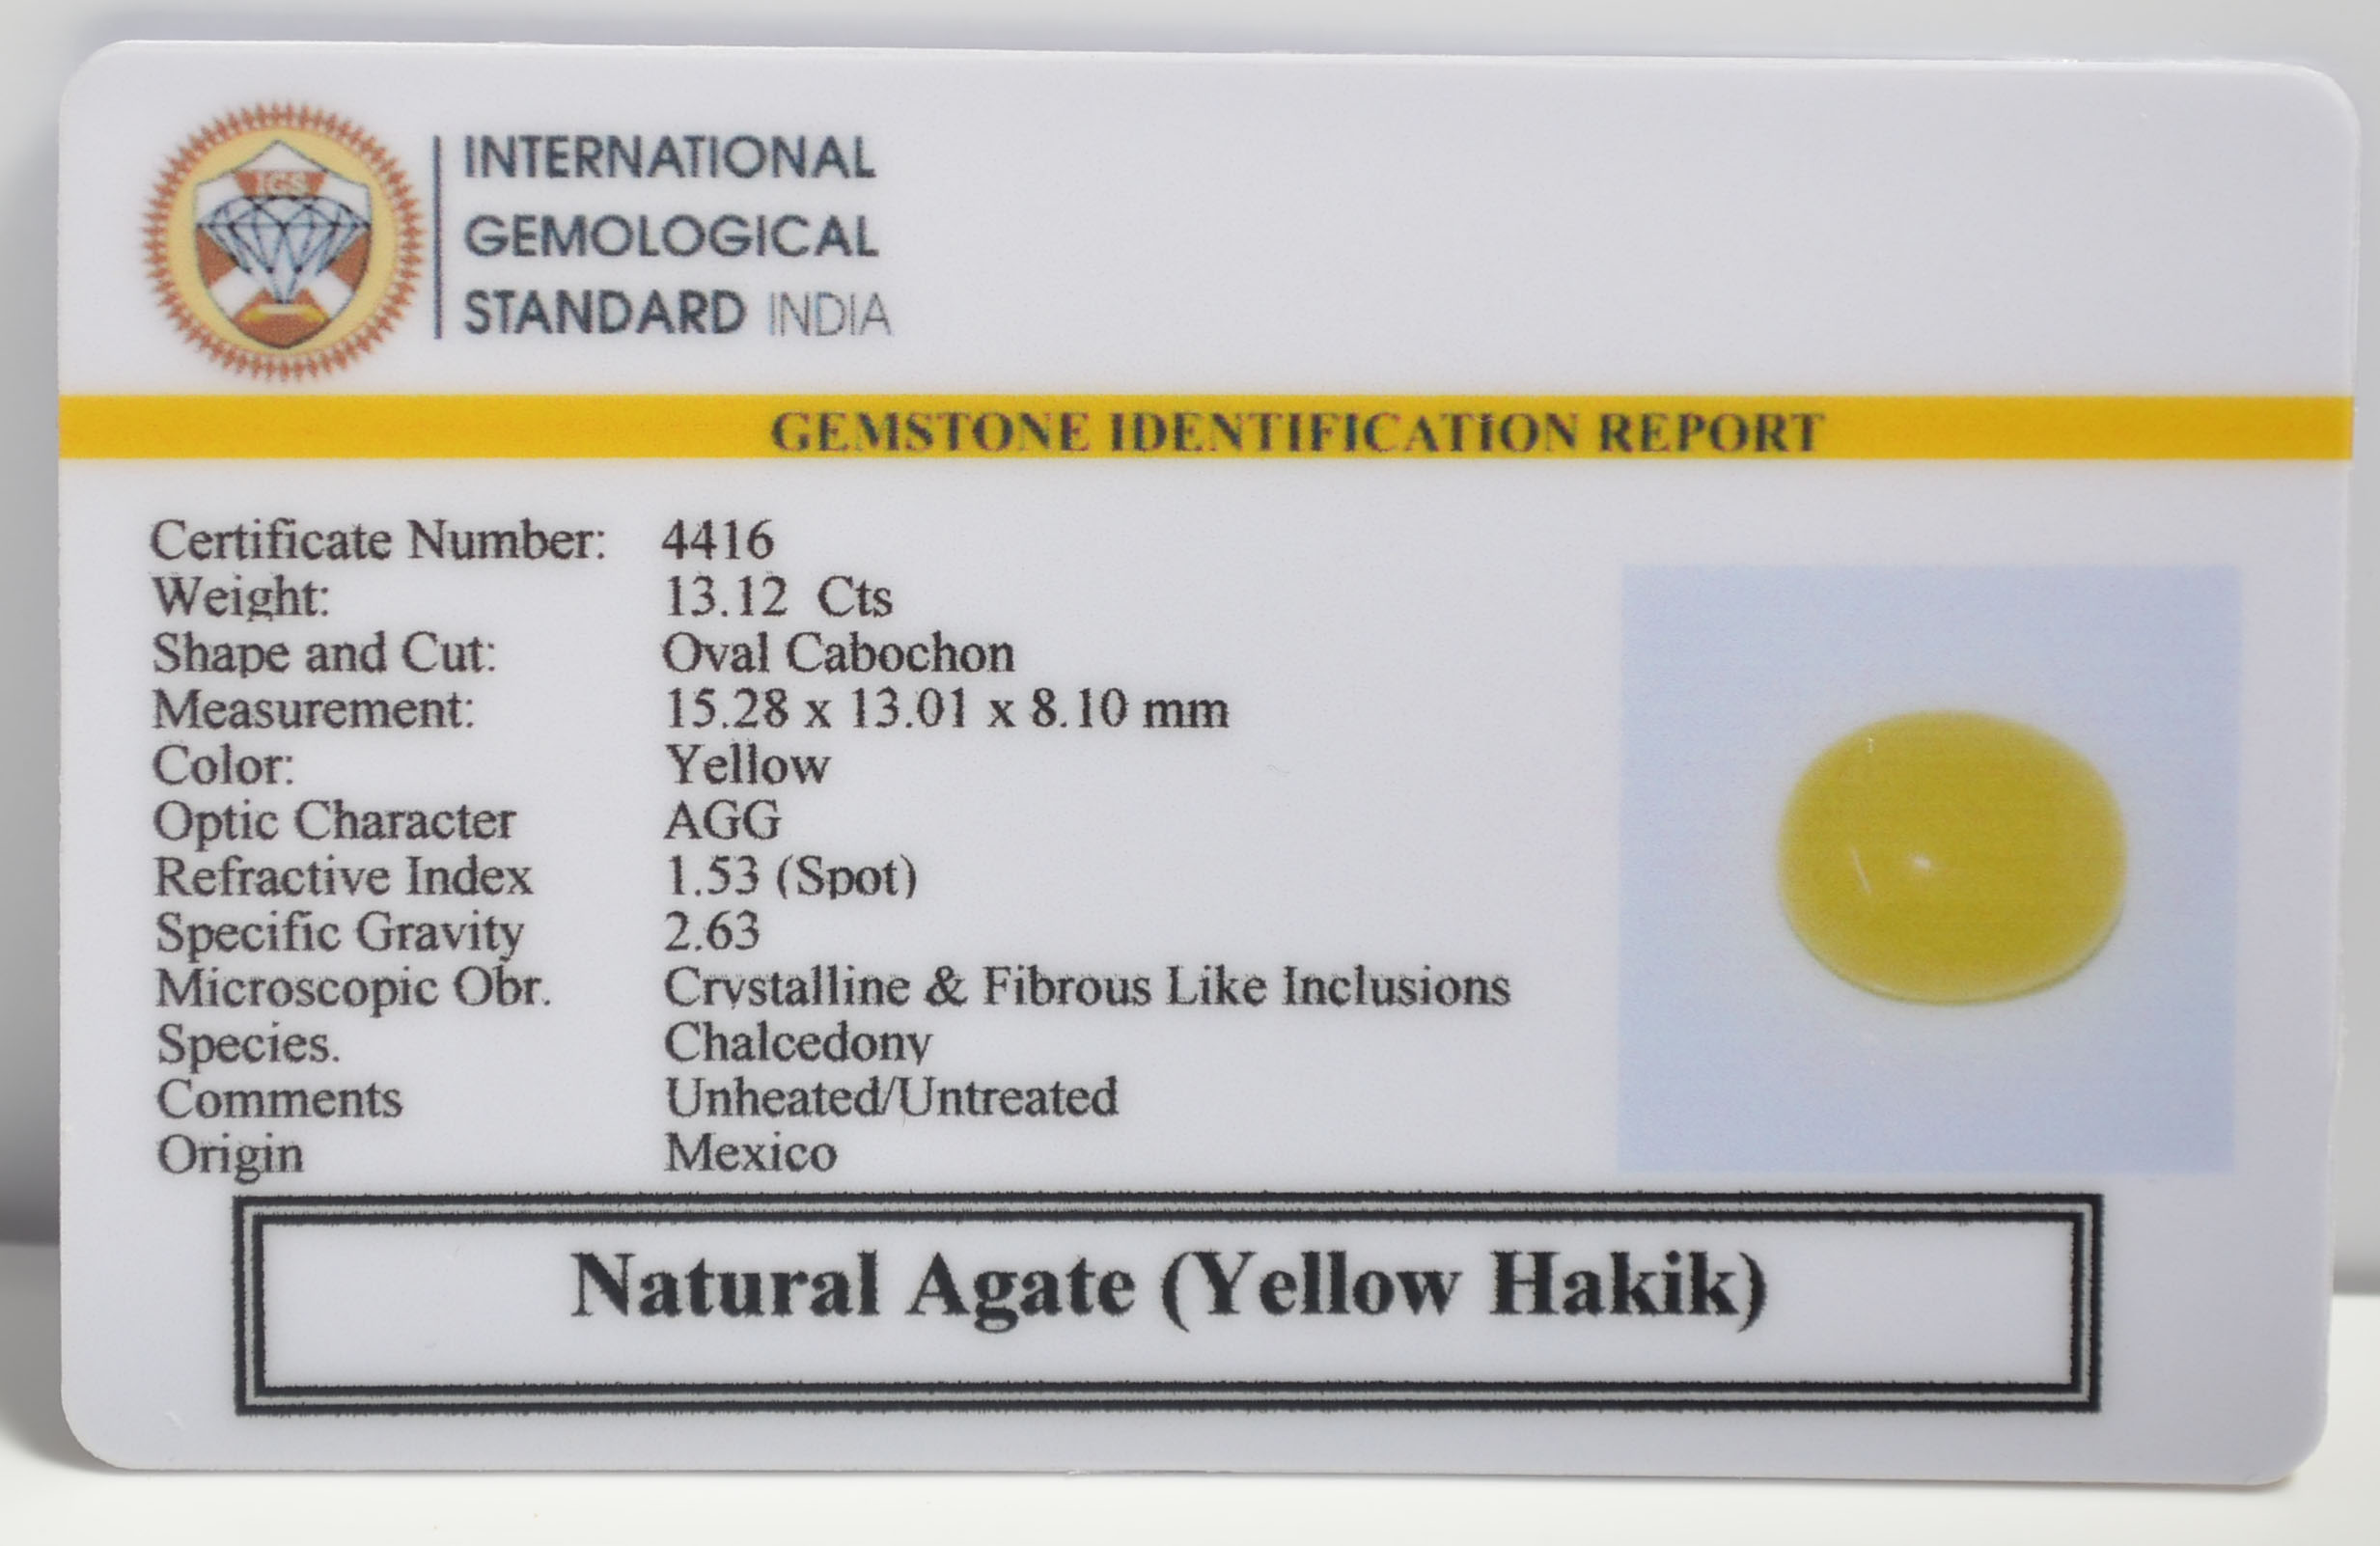 IGS
INTERNATIONAL
GEMOLOGICAL
STANDARD INDIA
GEMSTONE IDENTIFICATION REPORT
Certificate Number: 4416
Weight: 13.12 Cts
Shape and Cut: Oval Cabochon
Measurement: 15.28 x 13.01 x 8.10 mm
Color: Yellow
Optic Character AGG
Refractive Index 1.53 (Spot)
Specific Gravity 2.63
Microscopic Obr. Crystalline & Fibrous Like Inclusions
Species. Chalcedony
Comments Unheated/Untreated
Origin Mexico
Natural Agate (Yellow Hakik)